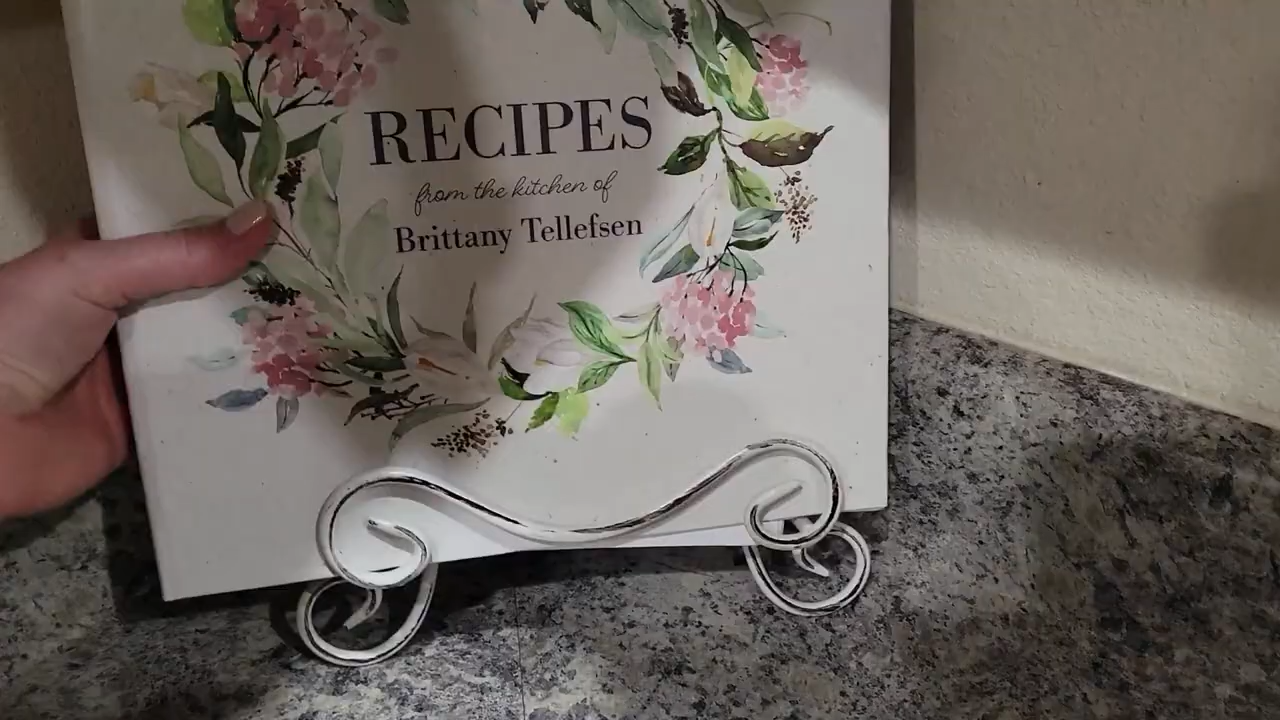 RECIPES
from the kitchen of
Brittany Tellefsen